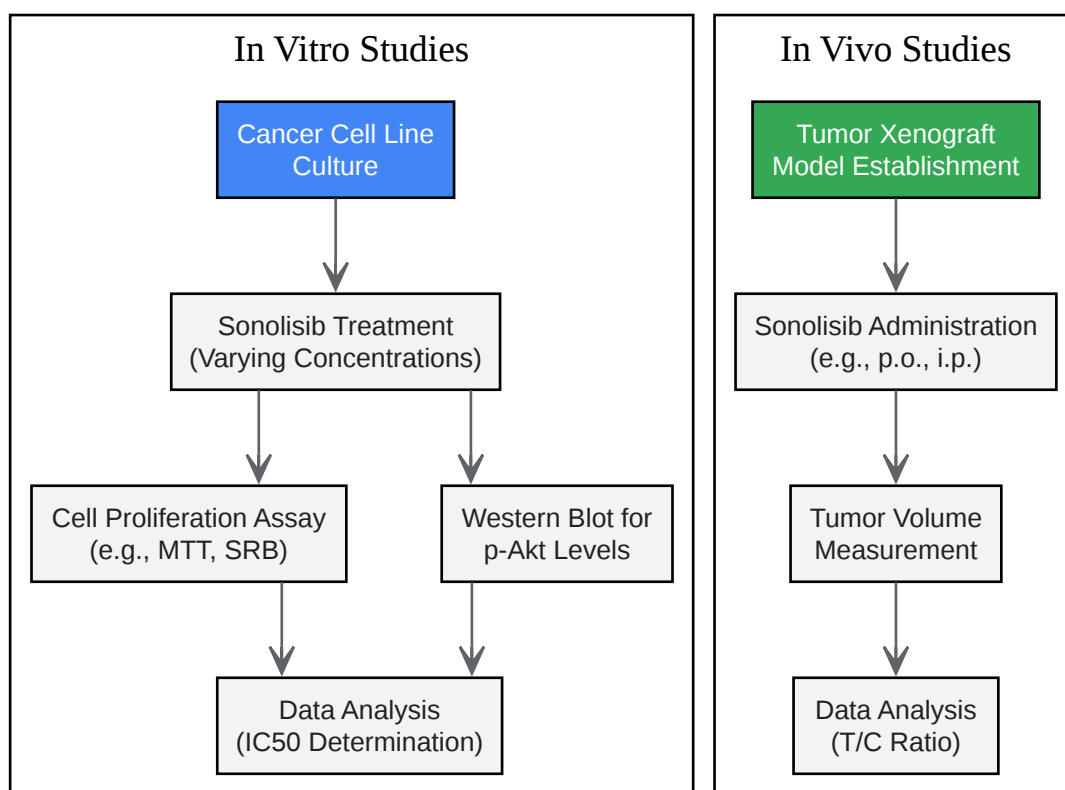 In Vitro Studies
Cancer Cell Line
Culture
Sonolisib Treatment
(Varying Concentrations)
Cell Proliferation Assay
(e.g., MTT, SRB)
Western Blot for
p-Akt Levels
Data Analysis
(IC50 Determination)
In Vivo Studies
Tumor Xenograft
Model Establishment
Sonolisib Administration
(e.g., p.o., i.p.)
Tumor Volume
Measurement
Data Analysis
(T/C Ratio)